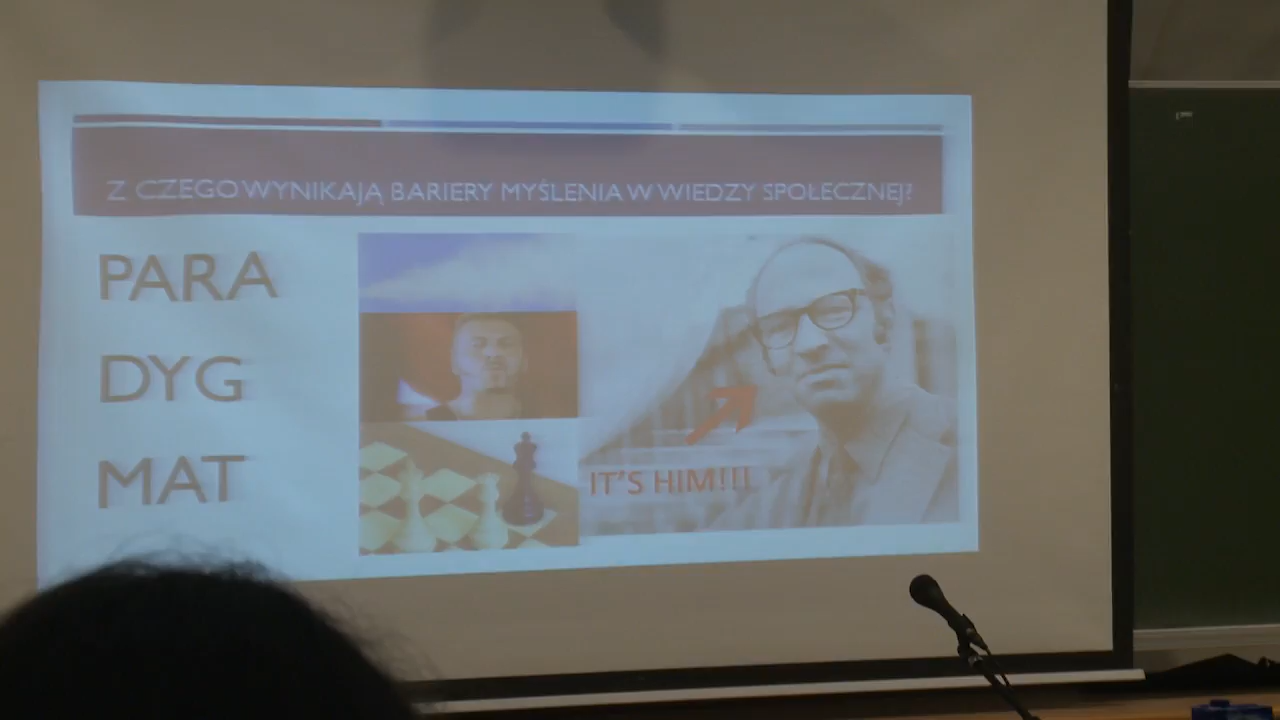 Z CZEGO WYNIKAJĄ BARIERY MYŚLENIA W WIEDZY SPOŁECZNEJ?
PARA
DYG
MAT
IT'S HIM!!!